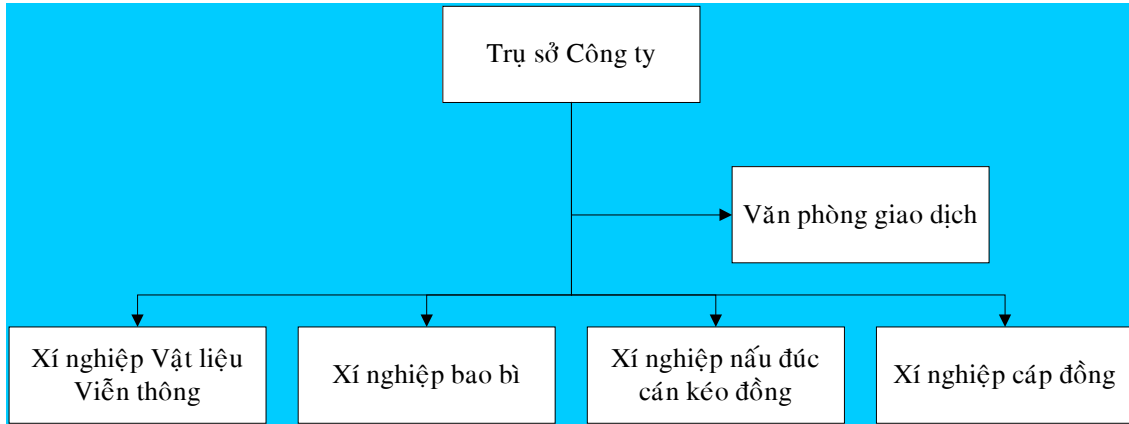 Trụ sở Công ty
Văn phòng giao dịch
Xí nghiệp Vật liệu
Viễn thông
Xí nghiệp bao bì
Xí nghiệp nấu đúc
cán kéo đồng
Xí nghiệp cáp đồng